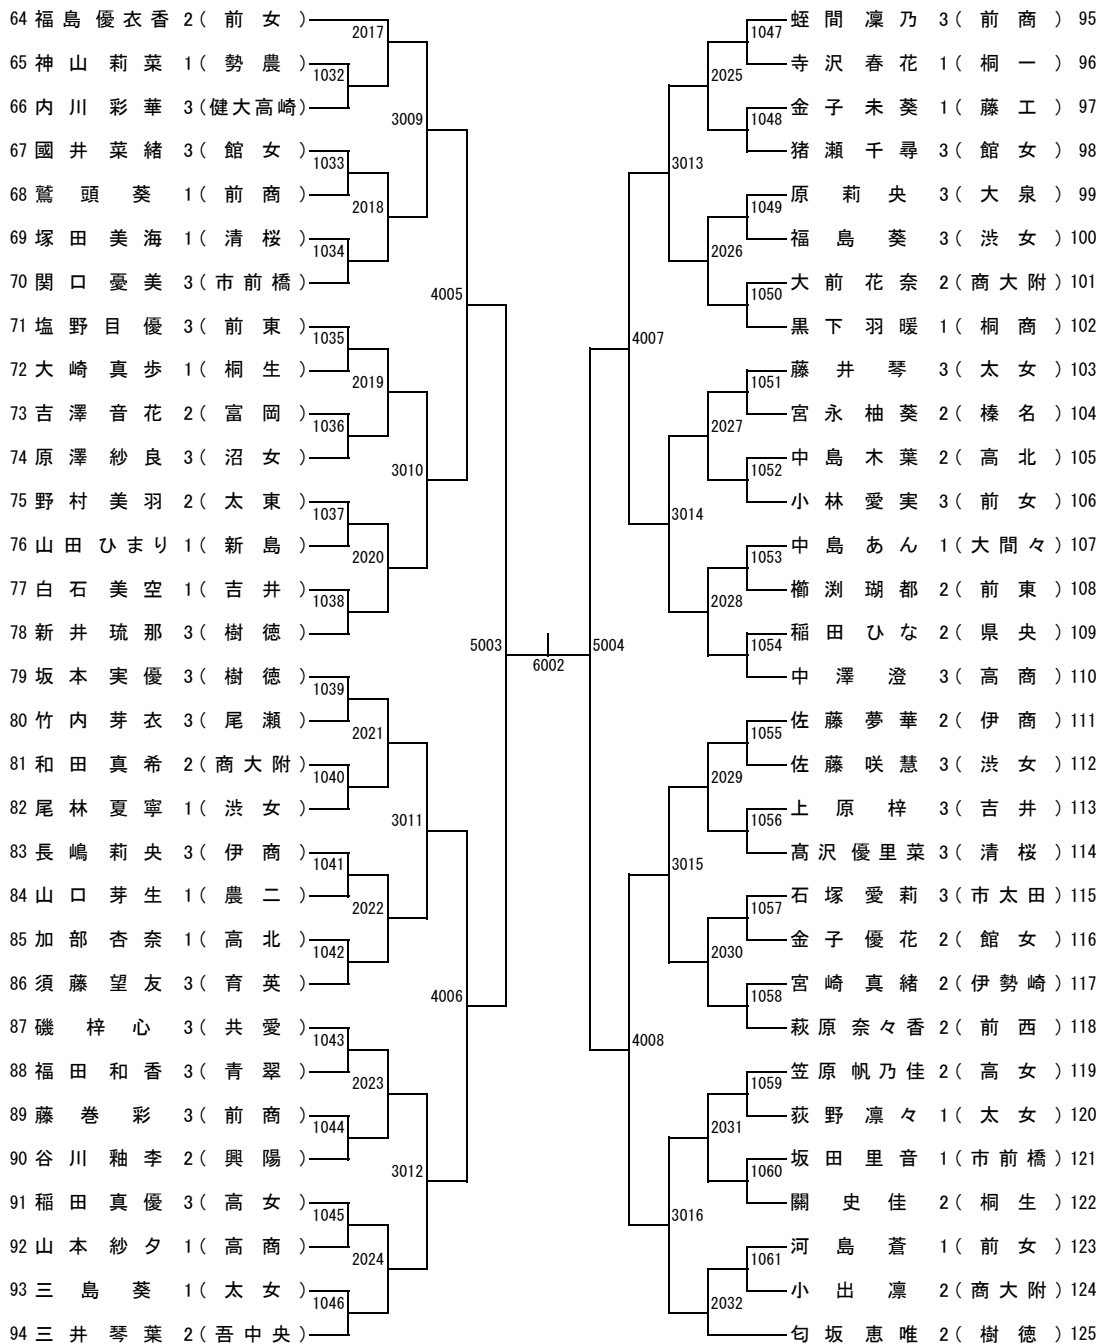 64 福島優衣香 2(前女)
65 神山莉菜 1(勢農)
66 内川彩華 3(健大高崎)
67 國井菜緒 3(館女)
68 鷲頭葵 1(前商)
69 塚田美海 1(清桜)
70 関口憂美 3(市前橋)
71 塩野目優 3(前東)
72 大崎真歩 1(桐生)
73 吉澤音花 2(富岡)
74 原澤紗良 3(沼女)
75 野村美羽 2(太東)
76 山田ひまり 1(新島)
77 白石美空 1(吉井)
78 新井琉那 3(樹徳)
79 坂本実優 3(樹徳)
80 竹内芽衣 3(尾瀬)
81 和田真希 2(商大附)
82 尾林夏寧 1(渋女)
83 長嶋莉央 3(伊商)
84 山口芽生 1(農二)
85 加部杏奈 1(高北)
86 須藤望友 3(育英)
87 磯梓心 3(共愛)
88 福田和香 3(青翠)
89 藤巻彩 3(前商)
90 谷川釉李 2(興陽)
91 稲田真優 3(高女)
92 山本紗夕 1(高商)
93 三島葵 1(太女)
94 三井琴葉 2(吾中央)
1032
1033
1034
1035
1036
1037
1038
1039
1040
1041
1042
1043
1044
1045
1046
2017
2018
2019
2020
2021
2022
2023
2024
3009
3010
3011
3012
4005
4006
5003
6002
5004
4007
4008
3013
3014
3015
3016
2025
2026
2027
2028
2029
2030
2031
2032
1047
1048
1049
1050
1051
1052
1053
1054
1055
1056
1057
1058
1059
1060
1061
蛭間凜乃 3(前商) 95
寺沢春花 1(桐一) 96
金子未葵 1(藤工) 97
猪瀬千尋 3(館女) 98
原莉央 3(大泉) 99
福島葵 3(渋女) 100
大前花奈 2(商大附) 101
黒下羽暖 1(桐商) 102
藤井琴 3(太女) 103
宮永柚葵 2(榛名) 104
中島木葉 2(高北) 105
小林愛実 3(前女) 106
中島あん 1(大間々) 107
櫛渕瑚都 2(前東) 108
稲田ひな 2(県央) 109
中澤澄 3(高商) 110
佐藤夢華 2(伊商) 111
佐藤咲慧 3(渋女) 112
上原梓 3(吉井) 113
髙沢優里菜 3(清桜) 114
石塚愛莉 3(市太田) 115
金子優花 2(館女) 116
宮崎真緒 2(伊勢崎) 117
萩原奈々香 2(前西) 118
笠原帆乃佳 2(高女) 119
荻野凛々 1(太女) 120
坂田里音 1(市前橋) 121
關史佳 2(桐生) 122
河島蒼 1(前女) 123
小出凛 2(商大附) 124
匂坂恵唯 2(樹徳) 125